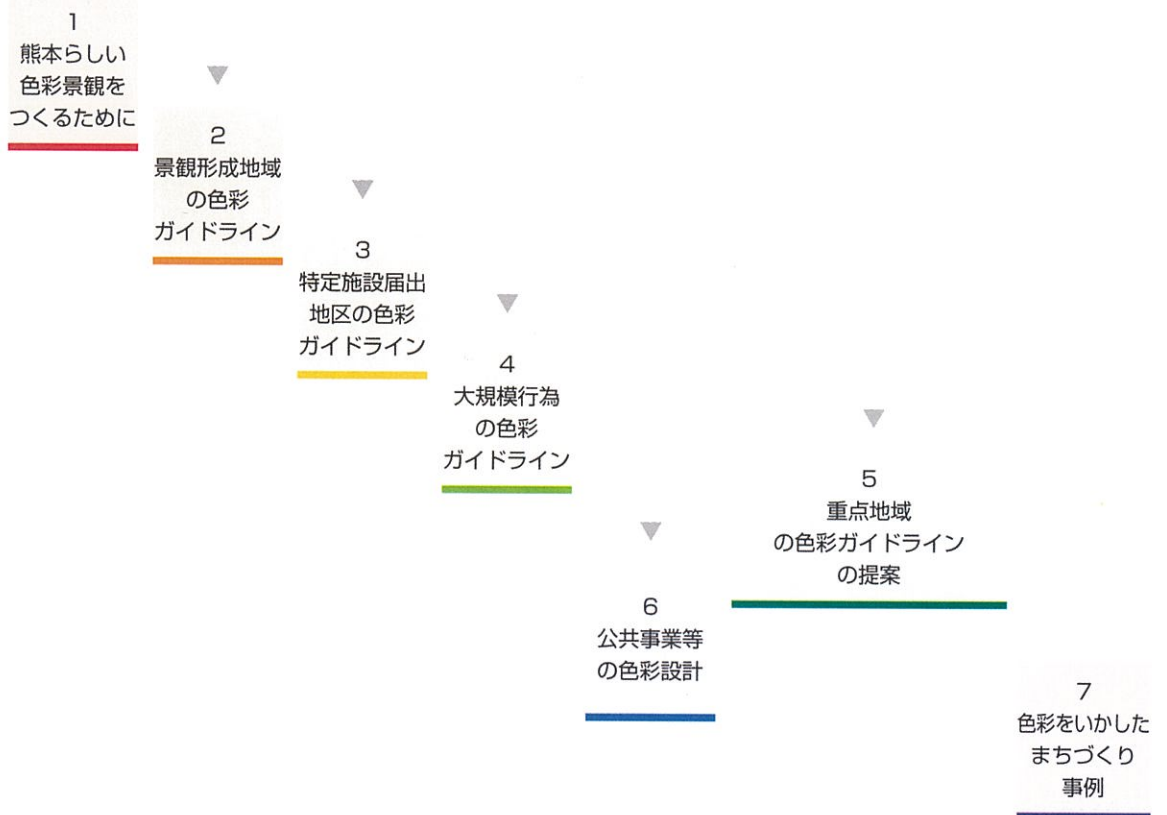 1
熊本らしい
色彩景観を
つくるために
2
景観形成地域
の色彩
ガイドライン
3
特定施設届出
地区の色彩
ガイドライン
4
大規模行為
の色彩
ガイドライン
5
重点地域
の色彩ガイドライン
の提案
6
公共事業等
の色彩設計
7
色彩をいかした
まちづくり
事例